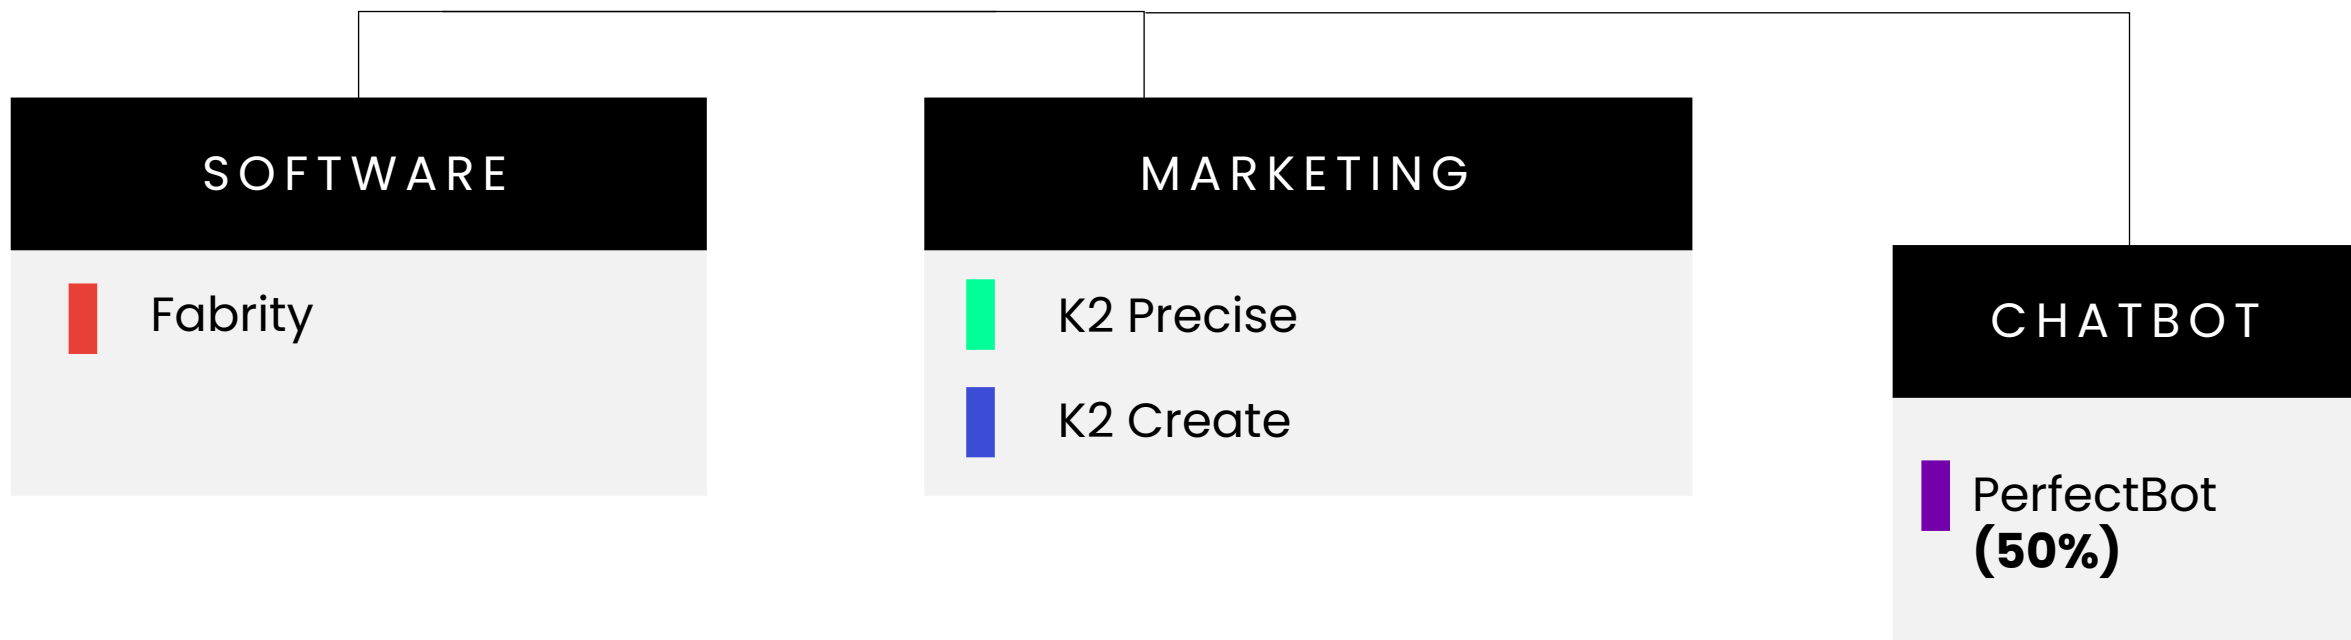 SOFTWARE
Fabrity
MARKETING
K2 Precise
K2 Create
CHATBOT
PerfectBot
(50%)